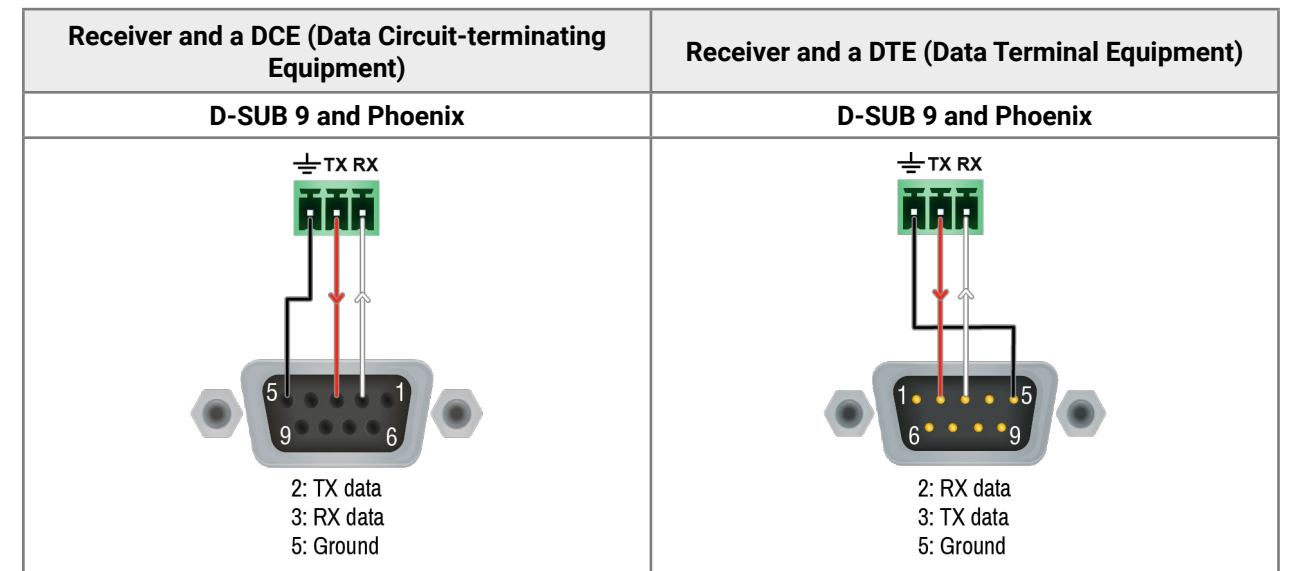 Receiver and a DCE (Data Circuit-terminating
Equipment)
Receiver and a DTE (Data Terminal Equipment)
D-SUB 9 and Phoenix
D-SUB 9 and Phoenix
TX RX
TX RX
5 1
9 6
1 5
6 9
2: TX data
3: RX data
5: Ground
2: RX data
3: TX data
5: Ground